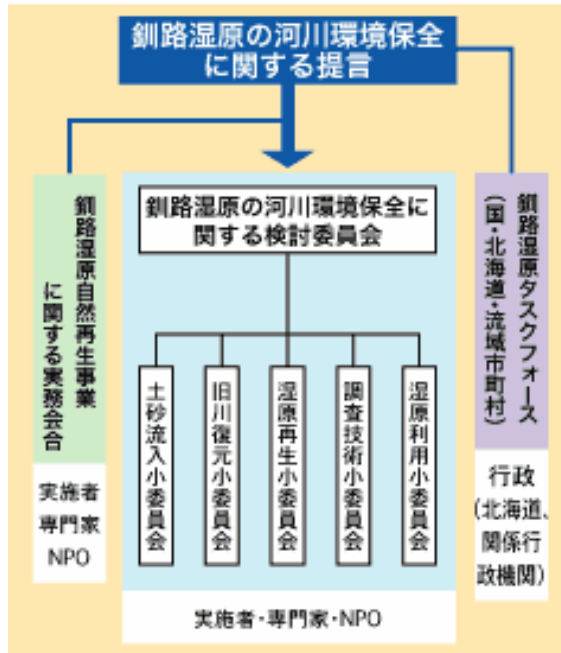 釧路湿原の河川環境保全
に関する提言
釧路湿原自然再生事業
に関する実務会合
実施者
専門家
NPO
釧路湿原の河川環境保全に
関する検討委員会
土砂流入小委員会
旧川復元小委員会
湿原再生小委員会
調査技術小委員会
湿原利用小委員会
実施者・専門家・NPO
釧路湿原タスクフォース
(国・北海道・流域市町村)
行政
(北海道、
関係行
政機関)